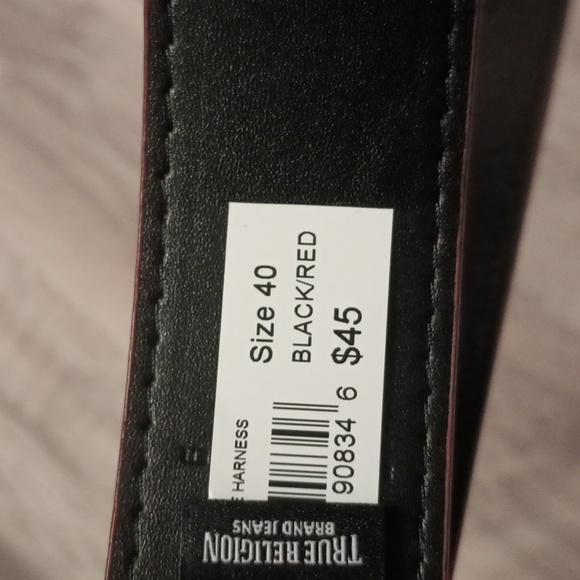 Size 40
BLACK/RED
$45
HARNESS
90834 6
TRUE RELIGION
BRAND JEANS